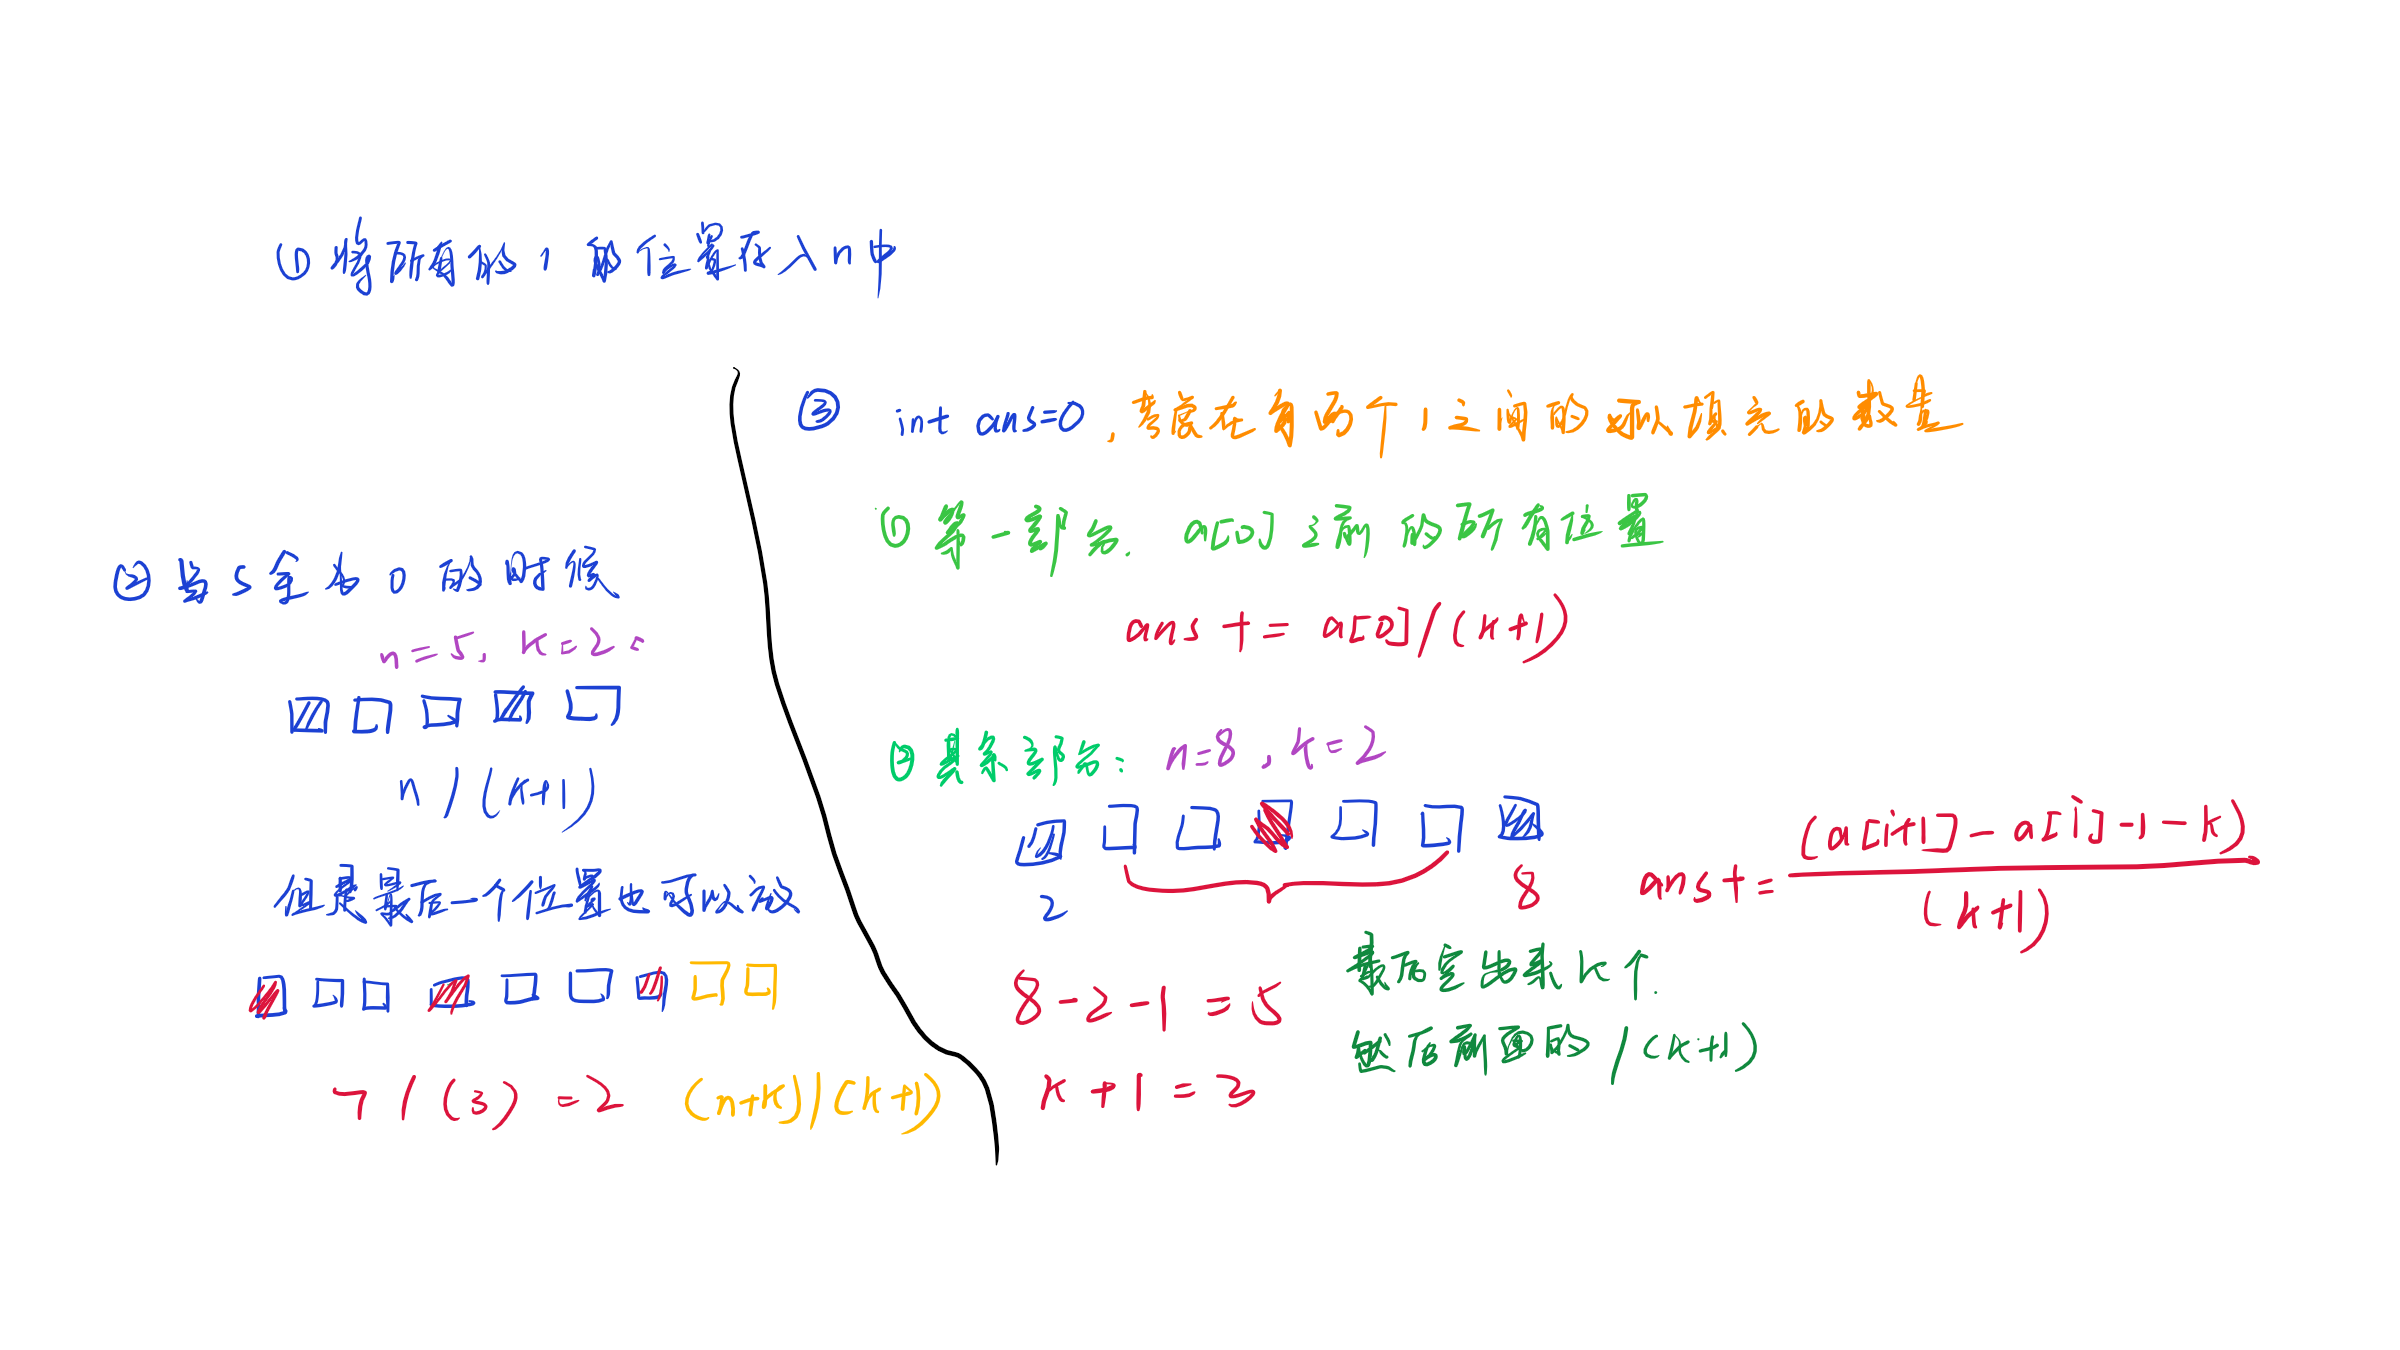 ① 将所有的1的位置存入n中
② 当s全为0的时候
n=5, k=2:
n/(k+1)
但是最后一个位置也可以放
7/(3)=2 (n+k)/(k+1)
③ int ans=0, 考虑在有两个1之间的可以填充的数量
① 第一部分. a[0]之前的所有位置
ans += a[0]/(k+1)
② 其余部分: n=8, k=2
2 8
ans += (a[i+1]-a[i]-1-k)/(k+1)
8-2-1=5
k+1=3
最后空出来k个.
然后前面的/(k+1)